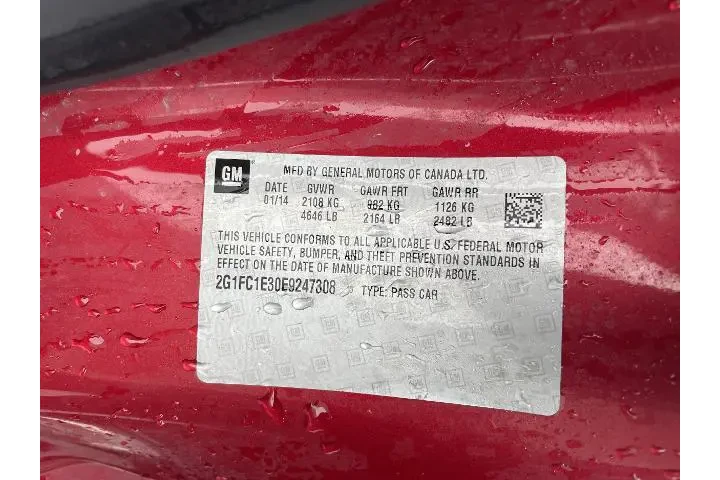 GM MFD BY GENERAL MOTORS OF CANADA LTD.
DATE GVWR GAWR FRT GAWR RR
01/14 2108 KG 982 KG 1126 KG
4646 LB 2164 LB 2482 LB
THIS VEHICLE CONFORMS TO ALL APPLICABLE U.S. FEDERAL MOTOR
VEHICLE SAFETY, BUMPER, AND THEFT PREVENTION STANDARDS IN
EFFECT ON THE DATE OF MANUFACTURE SHOWN ABOVE.
2G1FC1E30E9247308 TYPE: PASS CAR